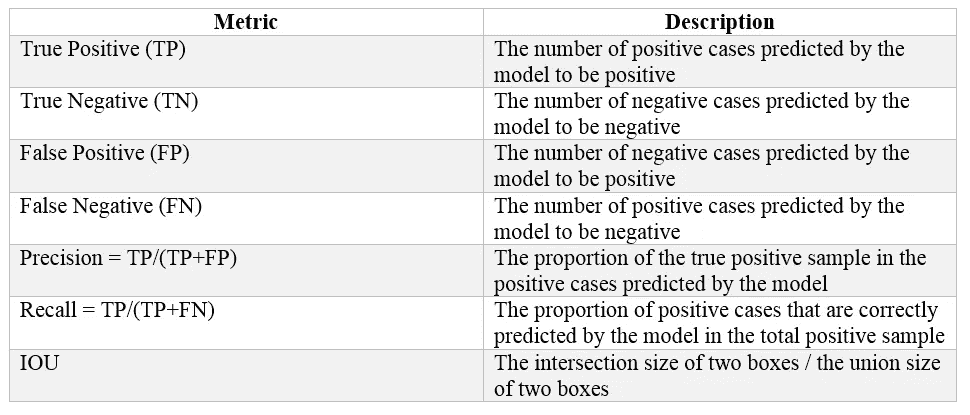 Metric Description
True Positive (TP) The number of positive cases predicted by the
model to be positive
True Negative (TN) The number of negative cases predicted by the
model to be negative
False Positive (FP) The number of negative cases predicted by the
model to be positive
False Negative (FN) The number of positive cases predicted by the
model to be negative
Precision = TP/(TP+FP) The proportion of the true positive sample in the
positive cases predicted by the model
Recall = TP/(TP+FN) The proportion of positive cases that are correctly
predicted by the model in the total positive sample
IOU The intersection size of two boxes / the union size
of two boxes